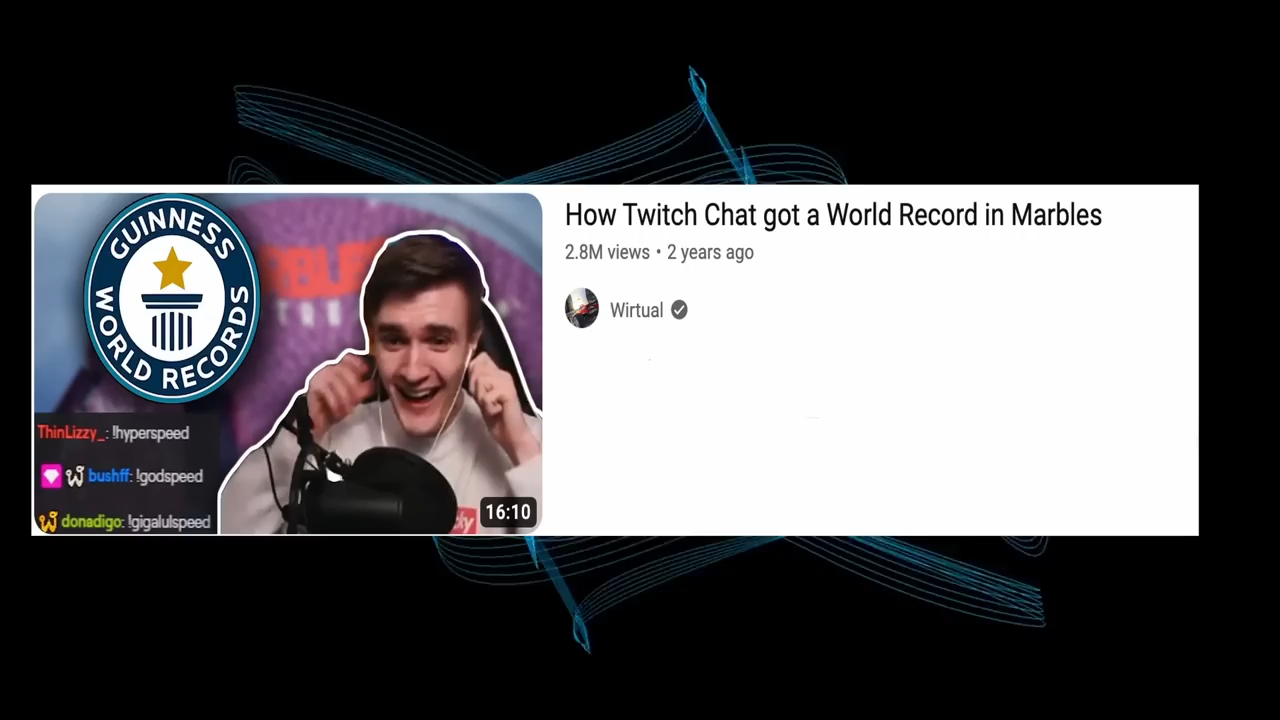 GUINNESS
WORLD RECORDS
ThinLizzy_: !hyperspeed
bushff: !godspeed
donadigo: !gigalulspeed
16:10
How Twitch Chat got a World Record in Marbles
2.8M views • 2 years ago
Wirtual